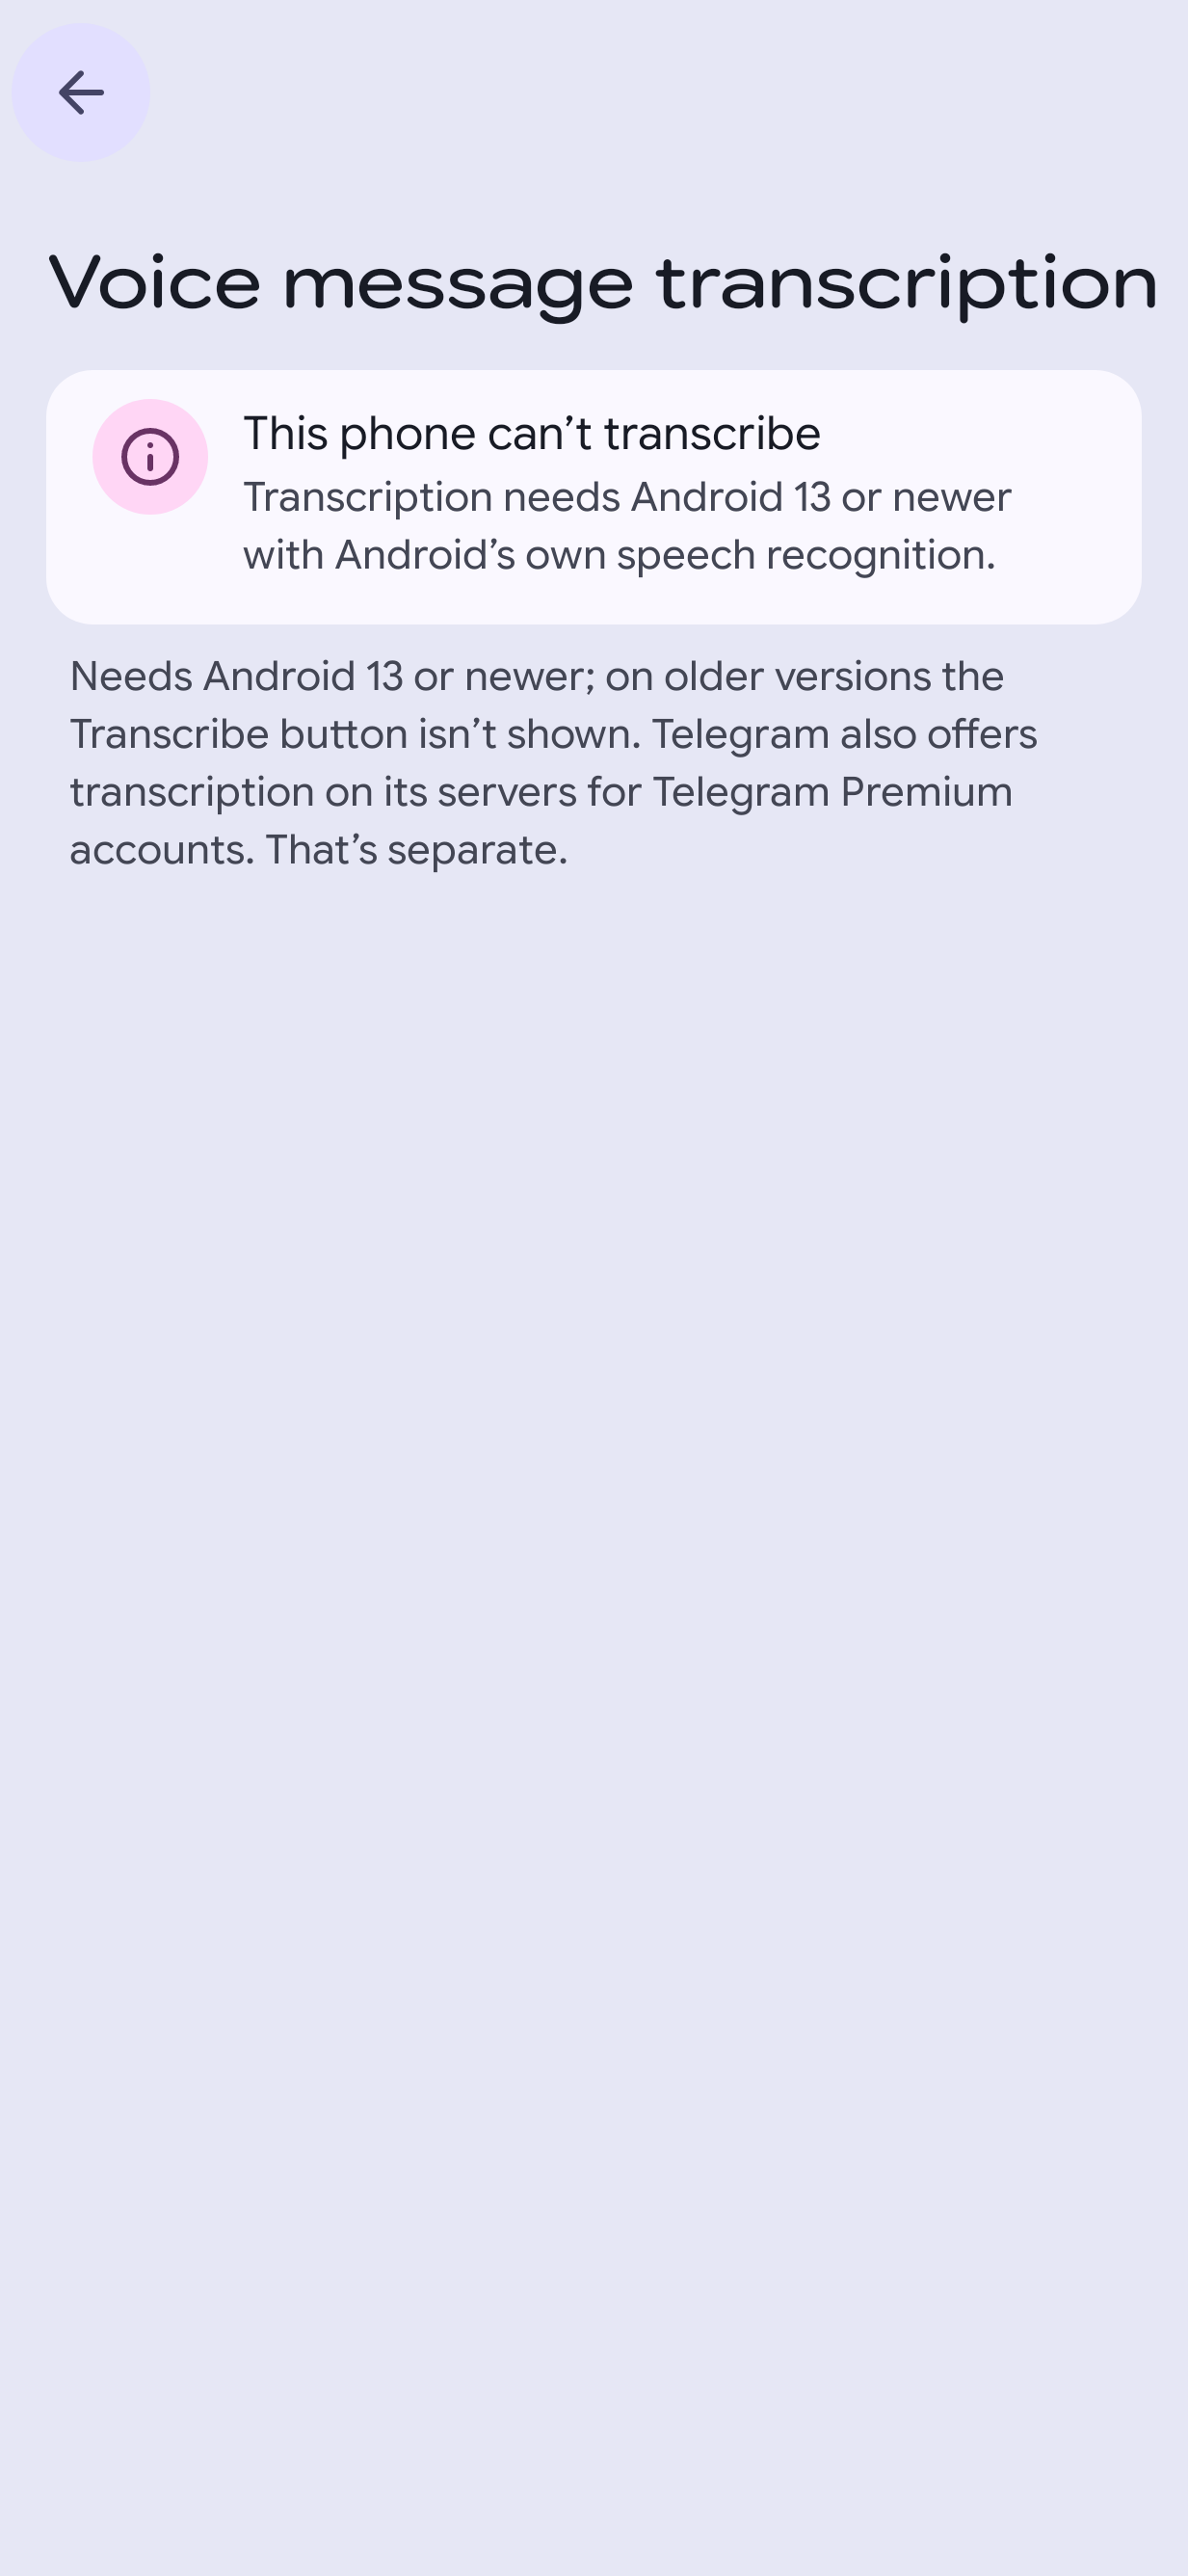 Voice message transcription
This phone can’t transcribe
Transcription needs Android 13 or newer
with Android’s own speech recognition.
Needs Android 13 or newer; on older versions the
Transcribe button isn’t shown. Telegram also offers
transcription on its servers for Telegram Premium
accounts. That’s separate.